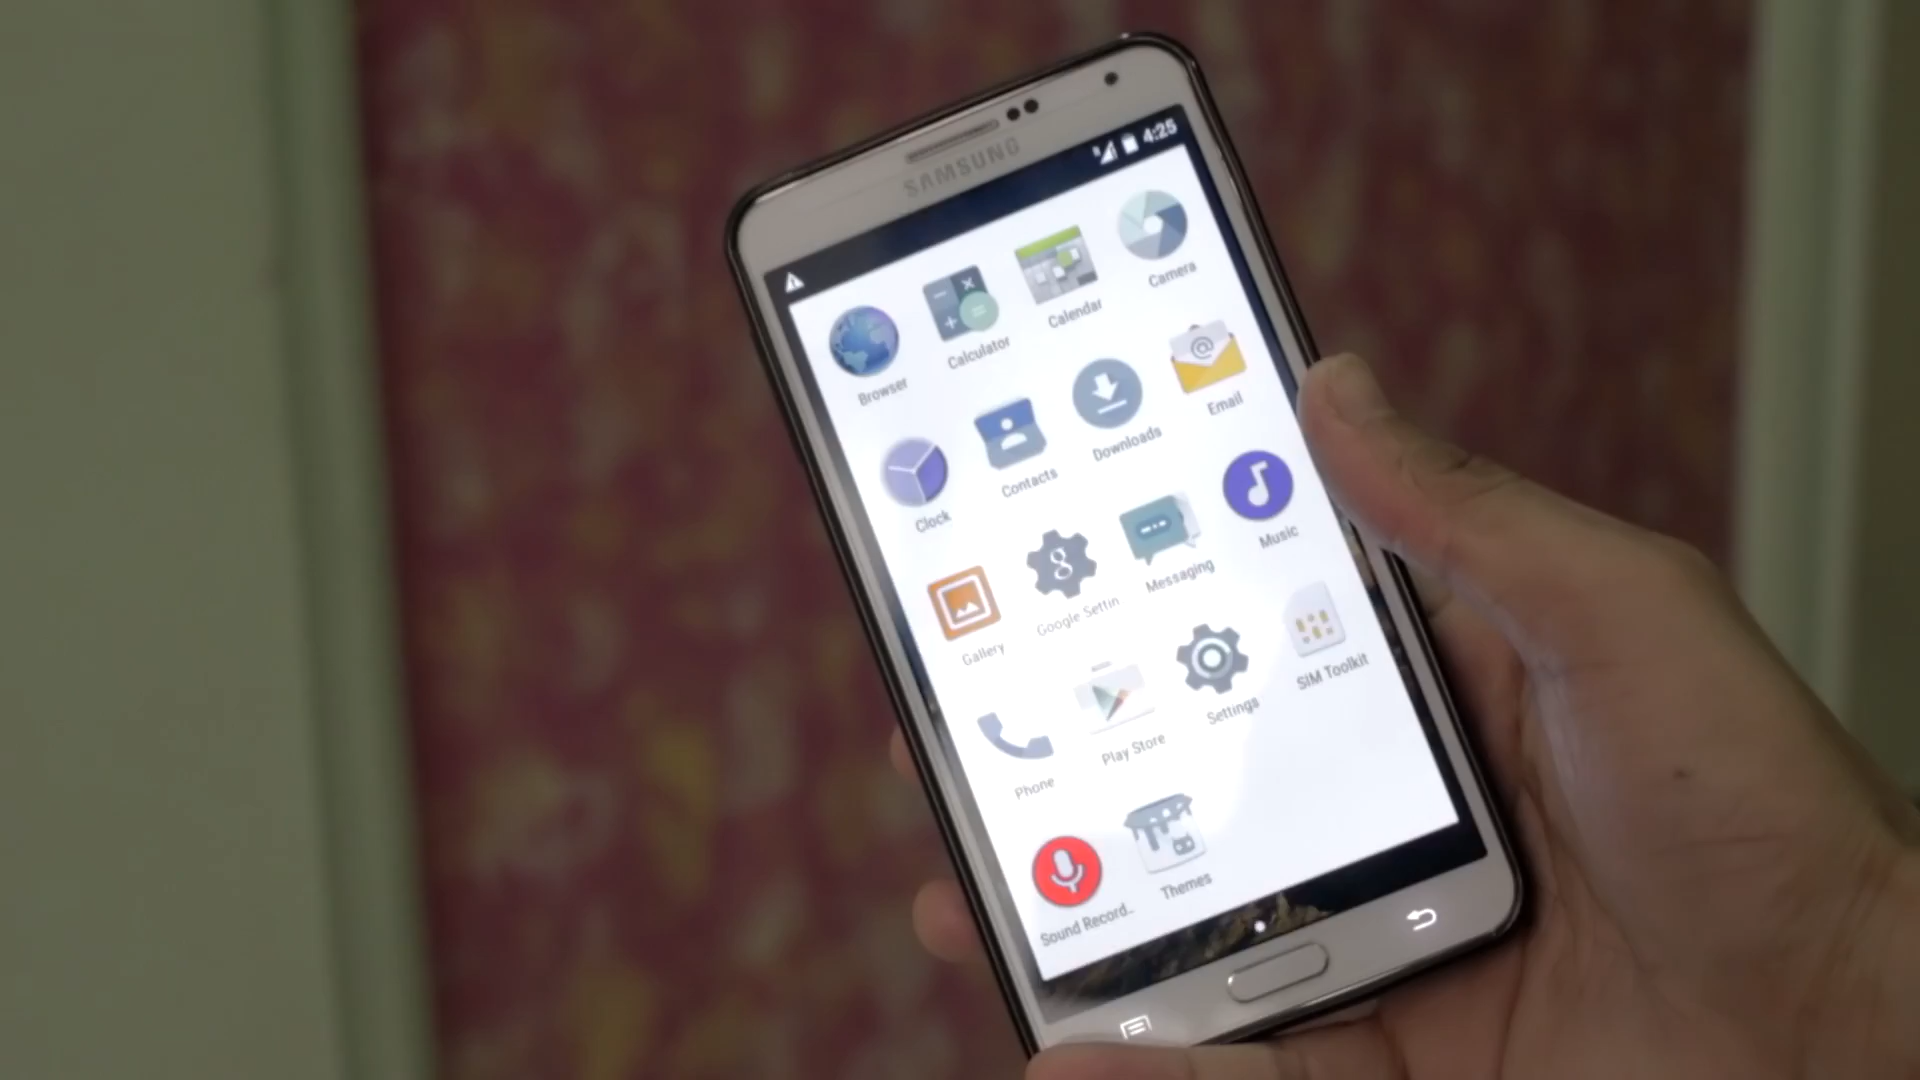 SAMSUNG
4:25
Browser
Calculator
Calendar
Camera
Clock
Contacts
Downloads
Email
Gallery
Google Settin
Messaging
Music
Phone
Play Store
Settings
SIM Toolkit
Sound Record..
Themes